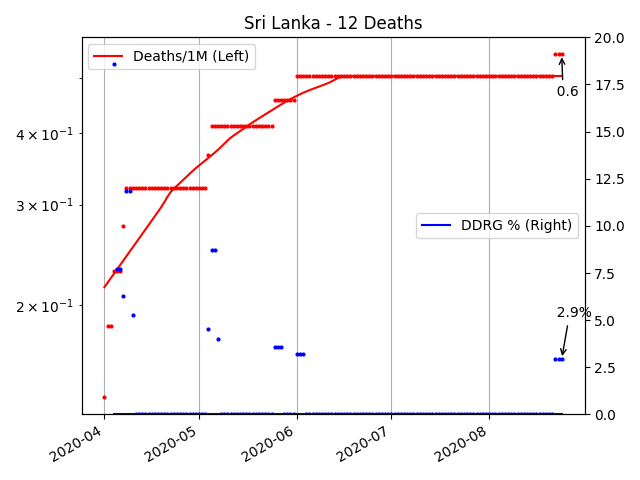 Sri Lanka - 12 Deaths
Deaths/1M (Left)
DDRG % (Right)
0.6
2.9%
4 × 10⁻¹
3 × 10⁻¹
2 × 10⁻¹
20.0
17.5
15.0
12.5
10.0
7.5
5.0
2.5
0.0
2020-04
2020-05
2020-06
2020-07
2020-08